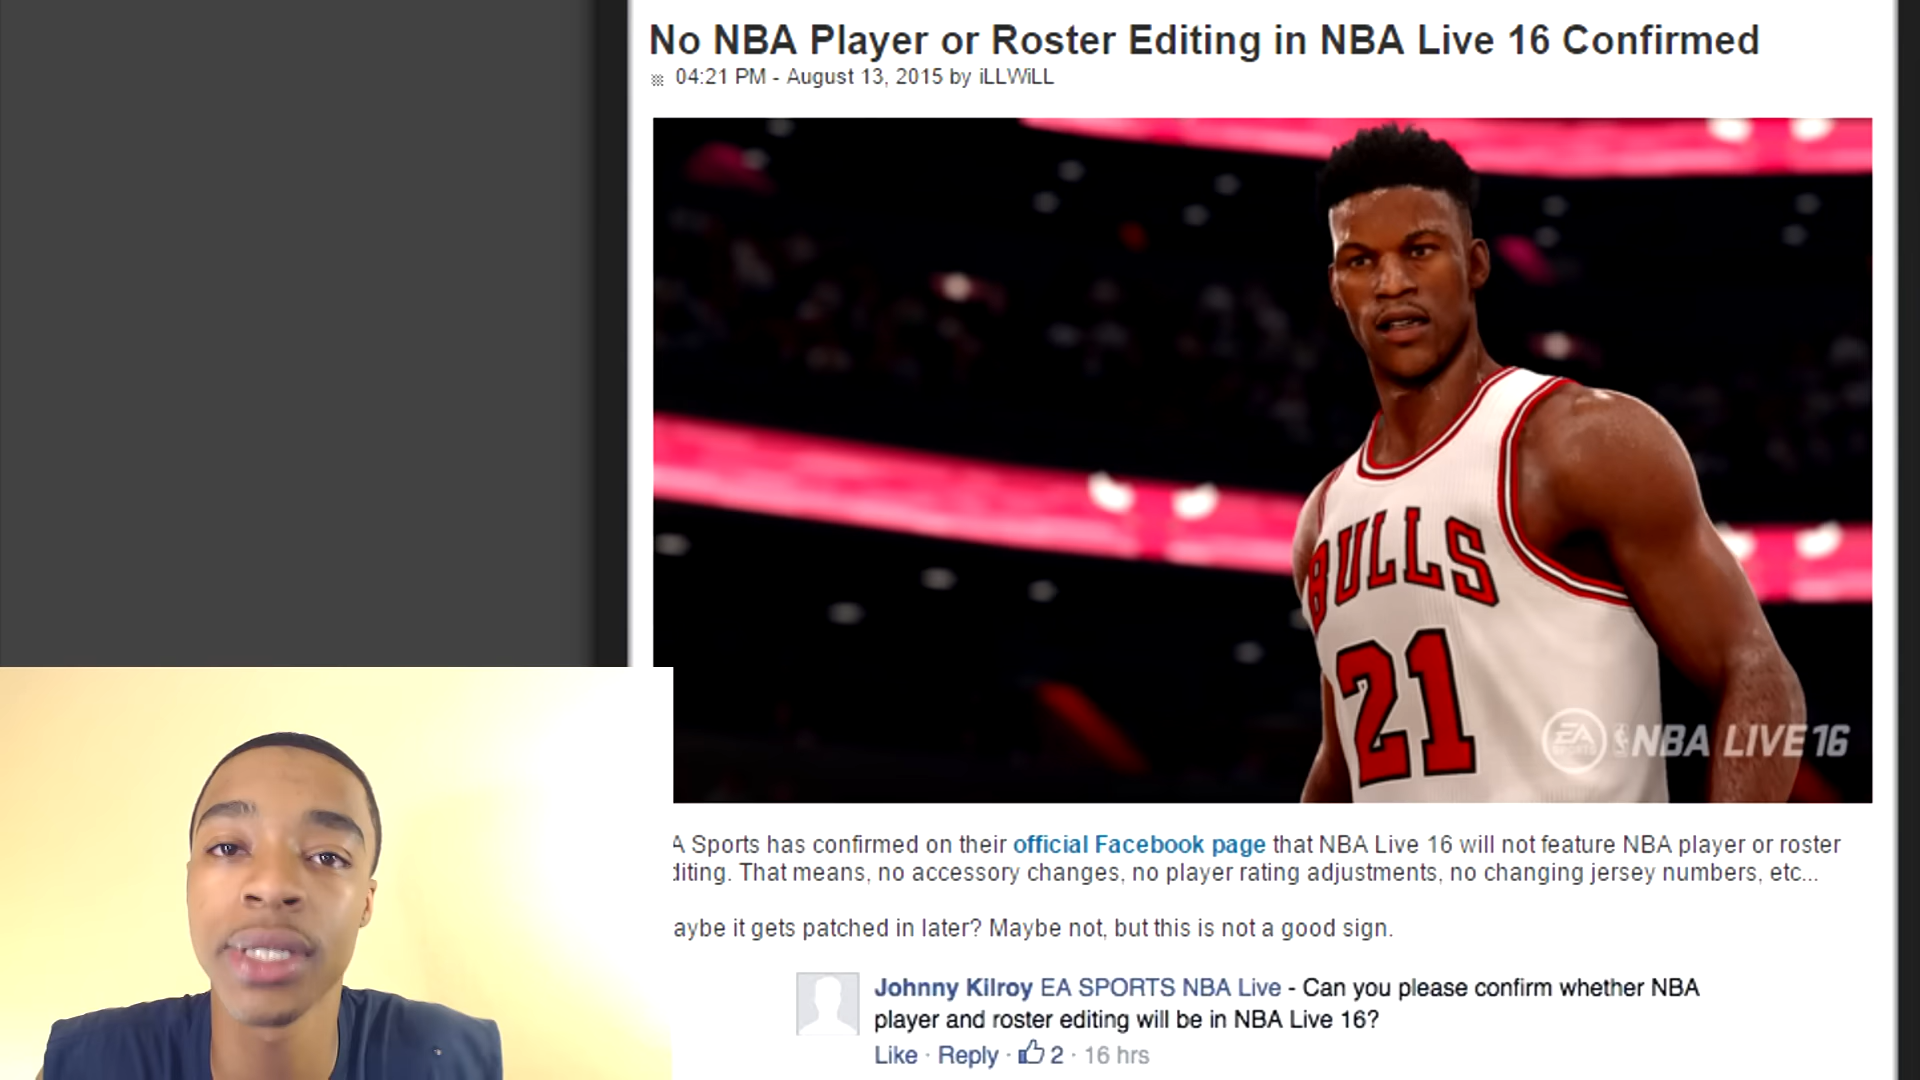 No NBA Player or Roster Editing in NBA Live 16 Confirmed
04:21 PM - August 13, 2015 by iLLWiLL
BULLS
21
EA SPORTS NBA LIVE 16
A Sports has confirmed on their official Facebook page that NBA Live 16 will not feature NBA player or roster
diting. That means, no accessory changes, no player rating adjustments, no changing jersey numbers, etc...
aybe it gets patched in later? Maybe not, but this is not a good sign.
Johnny Kilroy EA SPORTS NBA Live - Can you please confirm whether NBA
player and roster editing will be in NBA Live 16?
Like · Reply · 2 · 16 hrs